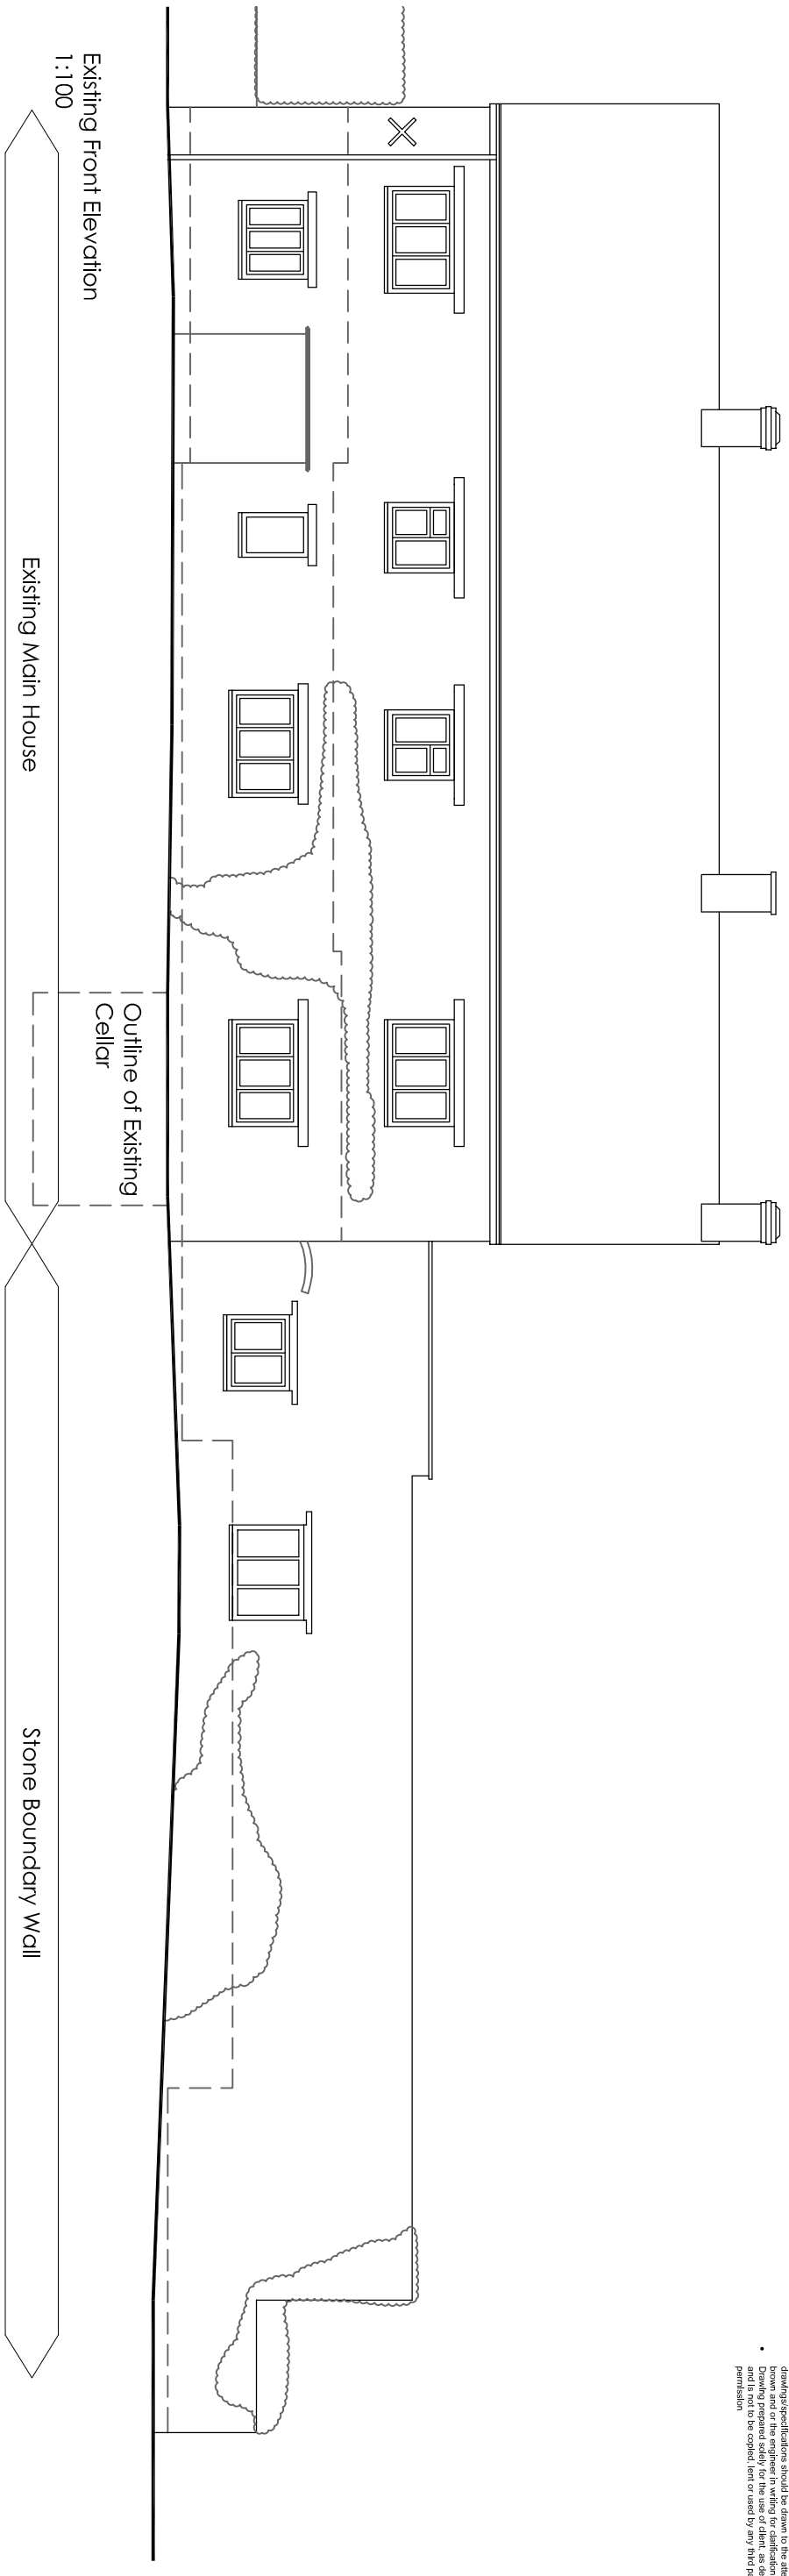 drawings/specifications should be drawn to the
brown and or the engineer in writing for clarification
• Drawing prepared solely for the use of client, as
and is not to be copied, lent or used by any third
permission
Outline of Existing
Cellar
Existing Front Elevation
1:100
Existing Main House
Stone Boundary Wall